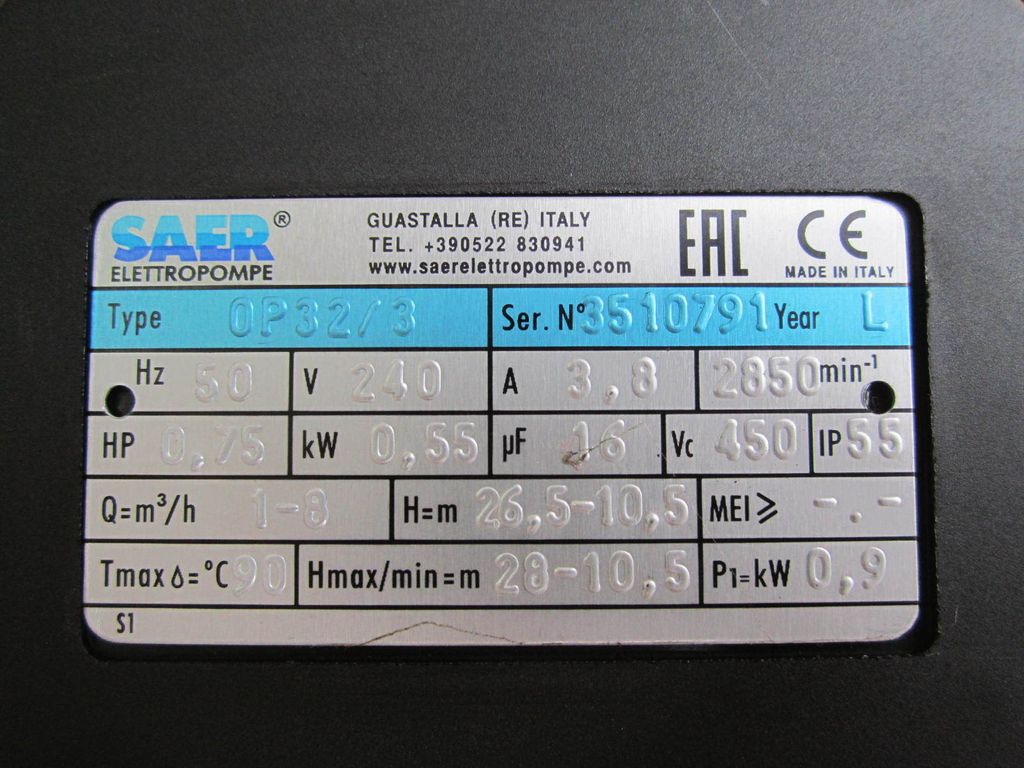 SAER®
ELETTROPOMPE
GUASTALLA (RE) ITALY
TEL. +390522 830941
www.saerelettropompe.com
EAC
CE
MADE IN ITALY
Type OP32/3 Ser. N° 3510791 Year L
Hz 50 V 240 A 3,8 2850 min⁻¹
HP 0,75 kW 0,55 µF 16 Vc 450 IP 55
Q=m³/h 1-8 H=m 26,5-10,5 MEI≥ -.-
Tmax=°C 90 Hmax/min=m 28-10,5 P1=kW 0,9
S1